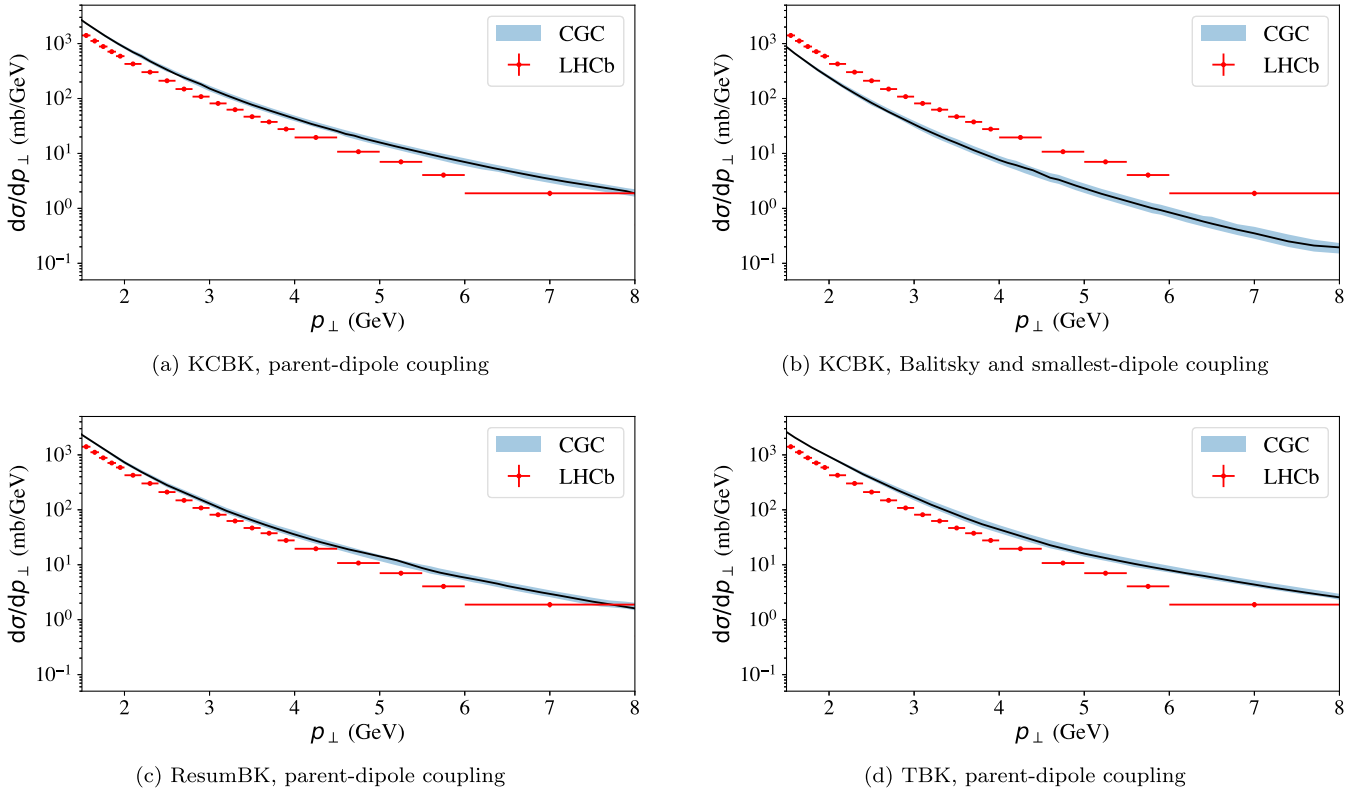 10³
10²
10¹
10⁰
10⁻¹
dσ/dp⊥ (mb/GeV)
CGC
LHCb
2 3 4 5 6 7 8
p⊥ (GeV)
(a) KCBK, parent-dipole coupling
10³
10²
10¹
10⁰
10⁻¹
dσ/dp⊥ (mb/GeV)
CGC
LHCb
2 3 4 5 6 7 8
p⊥ (GeV)
(b) KCBK, Balitsky and smallest-dipole coupling
10³
10²
10¹
10⁰
10⁻¹
dσ/dp⊥ (mb/GeV)
CGC
LHCb
2 3 4 5 6 7 8
p⊥ (GeV)
(c) ResumBK, parent-dipole coupling
10³
10²
10¹
10⁰
10⁻¹
dσ/dp⊥ (mb/GeV)
CGC
LHCb
2 3 4 5 6 7 8
p⊥ (GeV)
(d) TBK, parent-dipole coupling